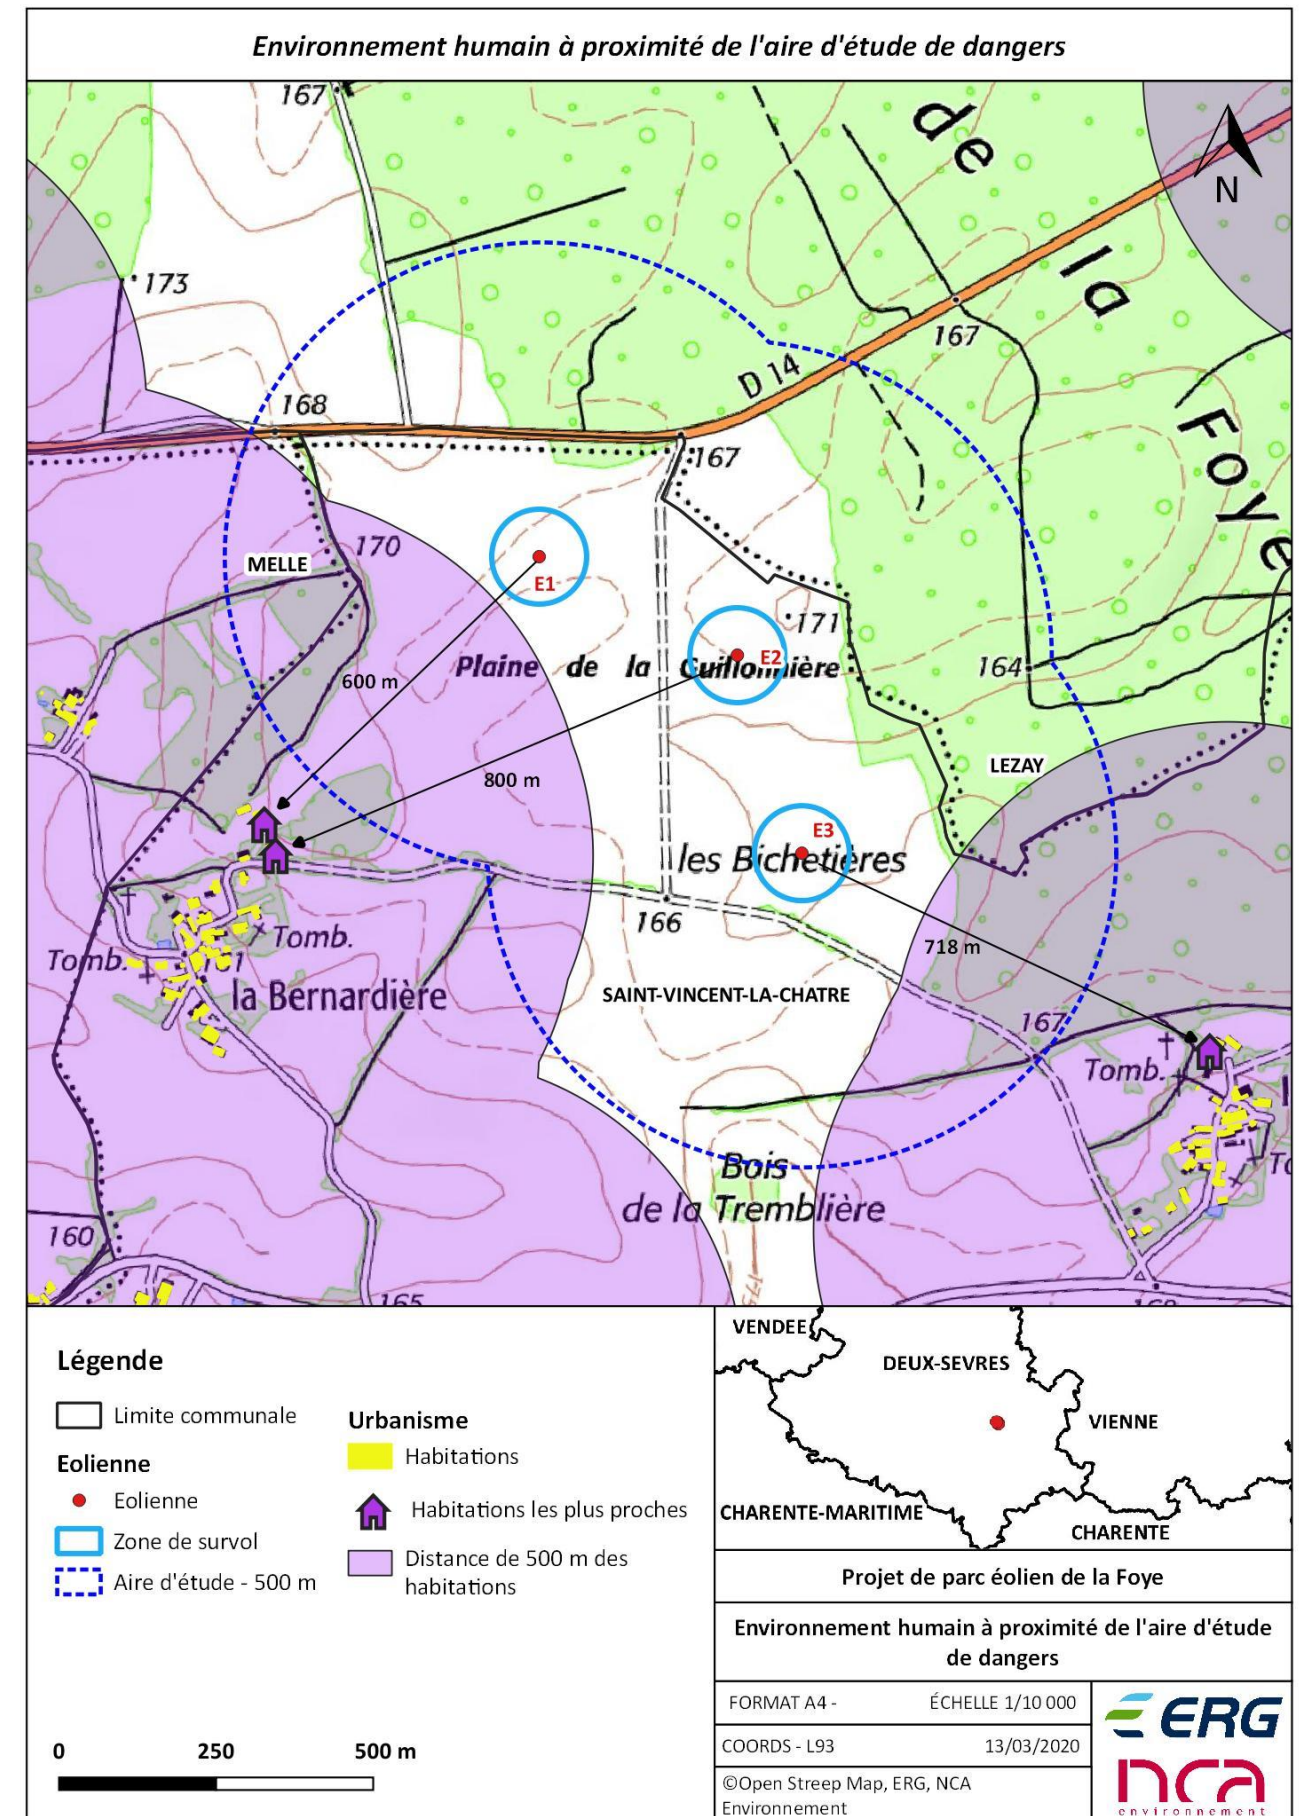 Environnement humain à proximité de l'aire d'étude de dangers
167
de
N
173
la
167
D 14
168
Foye
167
170
MELLE
E1
171
E2
600 m
Plaine de la Guillonnière
164
LEZAY
800 m
E3
les Bichetières
166
718 m
Tomb.
Tomb.
la Bernardière
SAINT-VINCENT-LA-CHATRE
167
Tomb.
Bois
de la Tremblière
160
165
Légende
Limite communale
Eolienne
Eolienne
Zone de survol
Aire d'étude - 500 m
Urbanisme
Habitations
Habitations les plus proches
Distance de 500 m des
habitations
0 250 500 m
VENDEE
DEUX-SEVRES
VIENNE
CHARENTE-MARITIME
CHARENTE
Projet de parc éolien de la Foye
Environnement humain à proximité de l'aire d'étude
de dangers
FORMAT A4 - ÉCHELLE 1/10 000
COORDS - L93 13/03/2020
©Open Streep Map, ERG, NCA
Environnement
ERG
nca
environnement